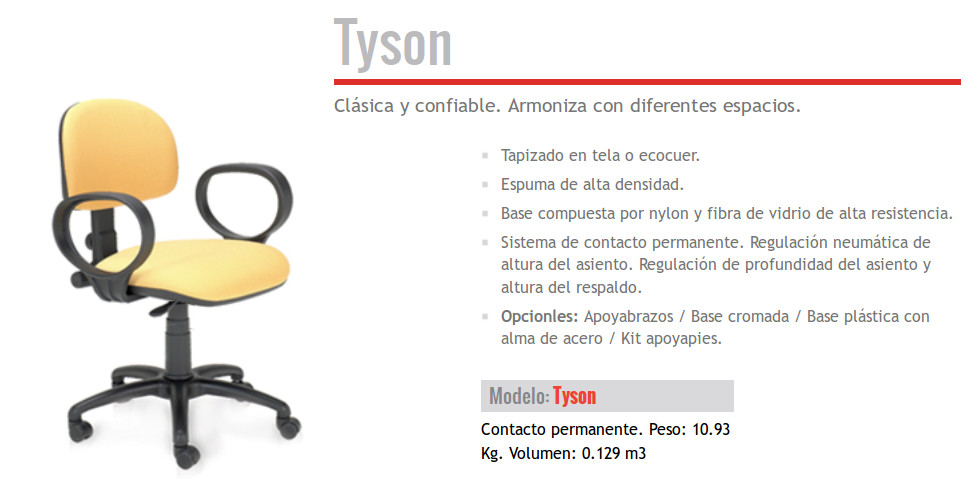 Tyson
Clásica y confiable. Armoniza con diferentes espacios.
Tapizado en tela o ecocuer.
Espuma de alta densidad.
Base compuesta por nylon y fibra de vidrio de alta resistencia.
Sistema de contacto permanente. Regulación neumática de
altura del asiento. Regulación de profundidad del asiento y
altura del respaldo.
Opcionles: Apoyabrazos / Base cromada / Base plástica con
alma de acero / Kit apoyapies.
Modelo: Tyson
Contacto permanente. Peso: 10.93
Kg. Volumen: 0.129 m3